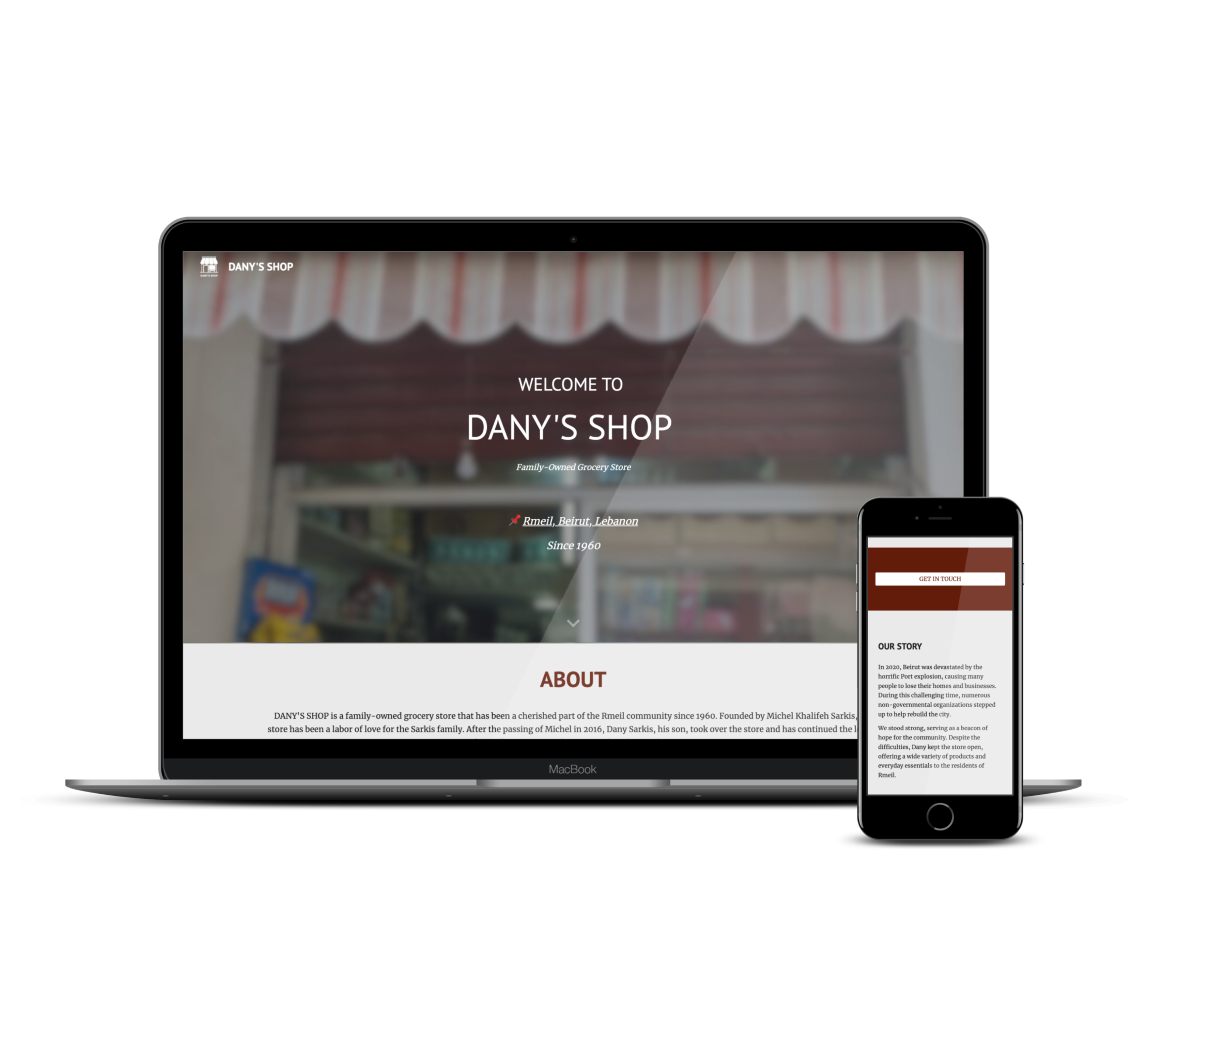 DANY'S SHOP
WELCOME TO
DANY'S SHOP
Family-Owned Grocery Store
Rmeil, Beirut, Lebanon
Since 1960
ABOUT
DANY'S SHOP is a family-owned grocery store that has been a cherished part of the Rmeil community since 1960. Founded by Michel Khalifeh Sarkis,
store has been a labor of love for the Sarkis family. After the passing of Michel in 2016, Dany Sarkis, his son, took over the store and has continued the
MacBook
GET IN TOUCH
OUR STORY
In 2020, Beirut was devastated by the
horrific Port explosion, causing many
people to lose their homes and businesses.
During this challenging time, numerous
non-governmental organizations stepped
up to help rebuild the city.
We stood strong, serving as a beacon of
hope for the community. Despite the
difficulties, Dany kept the store open,
offering a wide variety of products and
everyday essentials to the residents of
Rmeil.